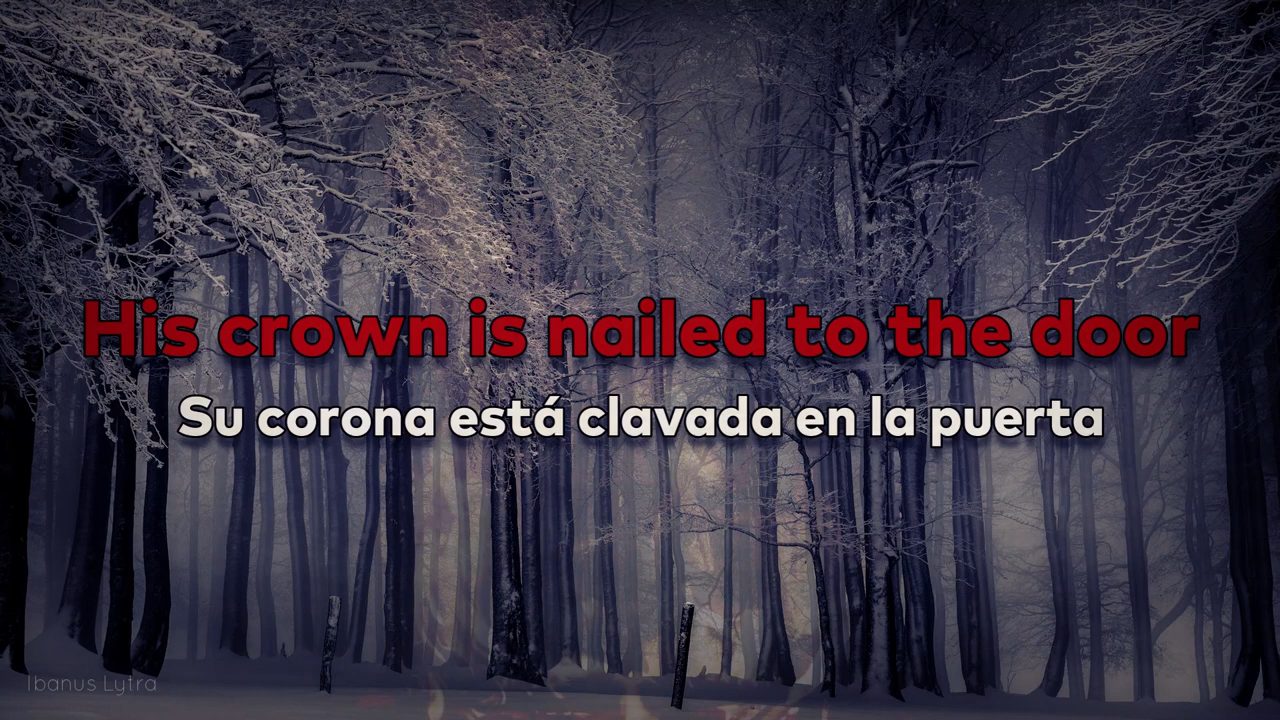 His crown is nailed to the door
Su corona está clavada en la puerta
Ibanus Lytra